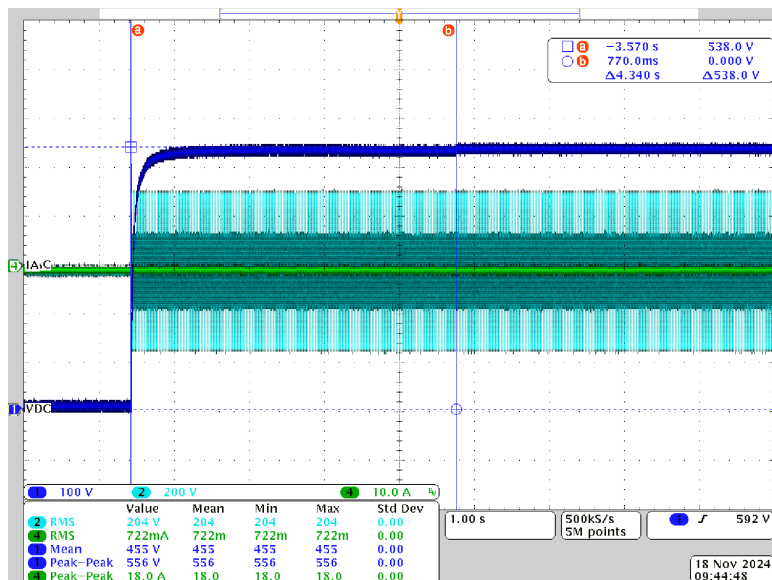 a
b
a −3.570 s 538.0 V
b 770.0ms 0.000 V
Δ4.340 s Δ538.0 V
4 IA\C
1 VDC
1 100 V 2 200 V 4 10.0 A
Value Mean Min Max Std Dev
2 RMS 204 V 204 204 204 0.00
4 RMS 722mA 722m 722m 722m 0.00
1 Mean 455 V 455 455 455 0.00
1 Peak-Peak 556 V 556 556 556 0.00
4 Peak-Peak 18.0 A 18.0 18.0 18.0 0.00
1.00 s
500kS/s
5M points
1 592 V
18 Nov 2024
09:44:48